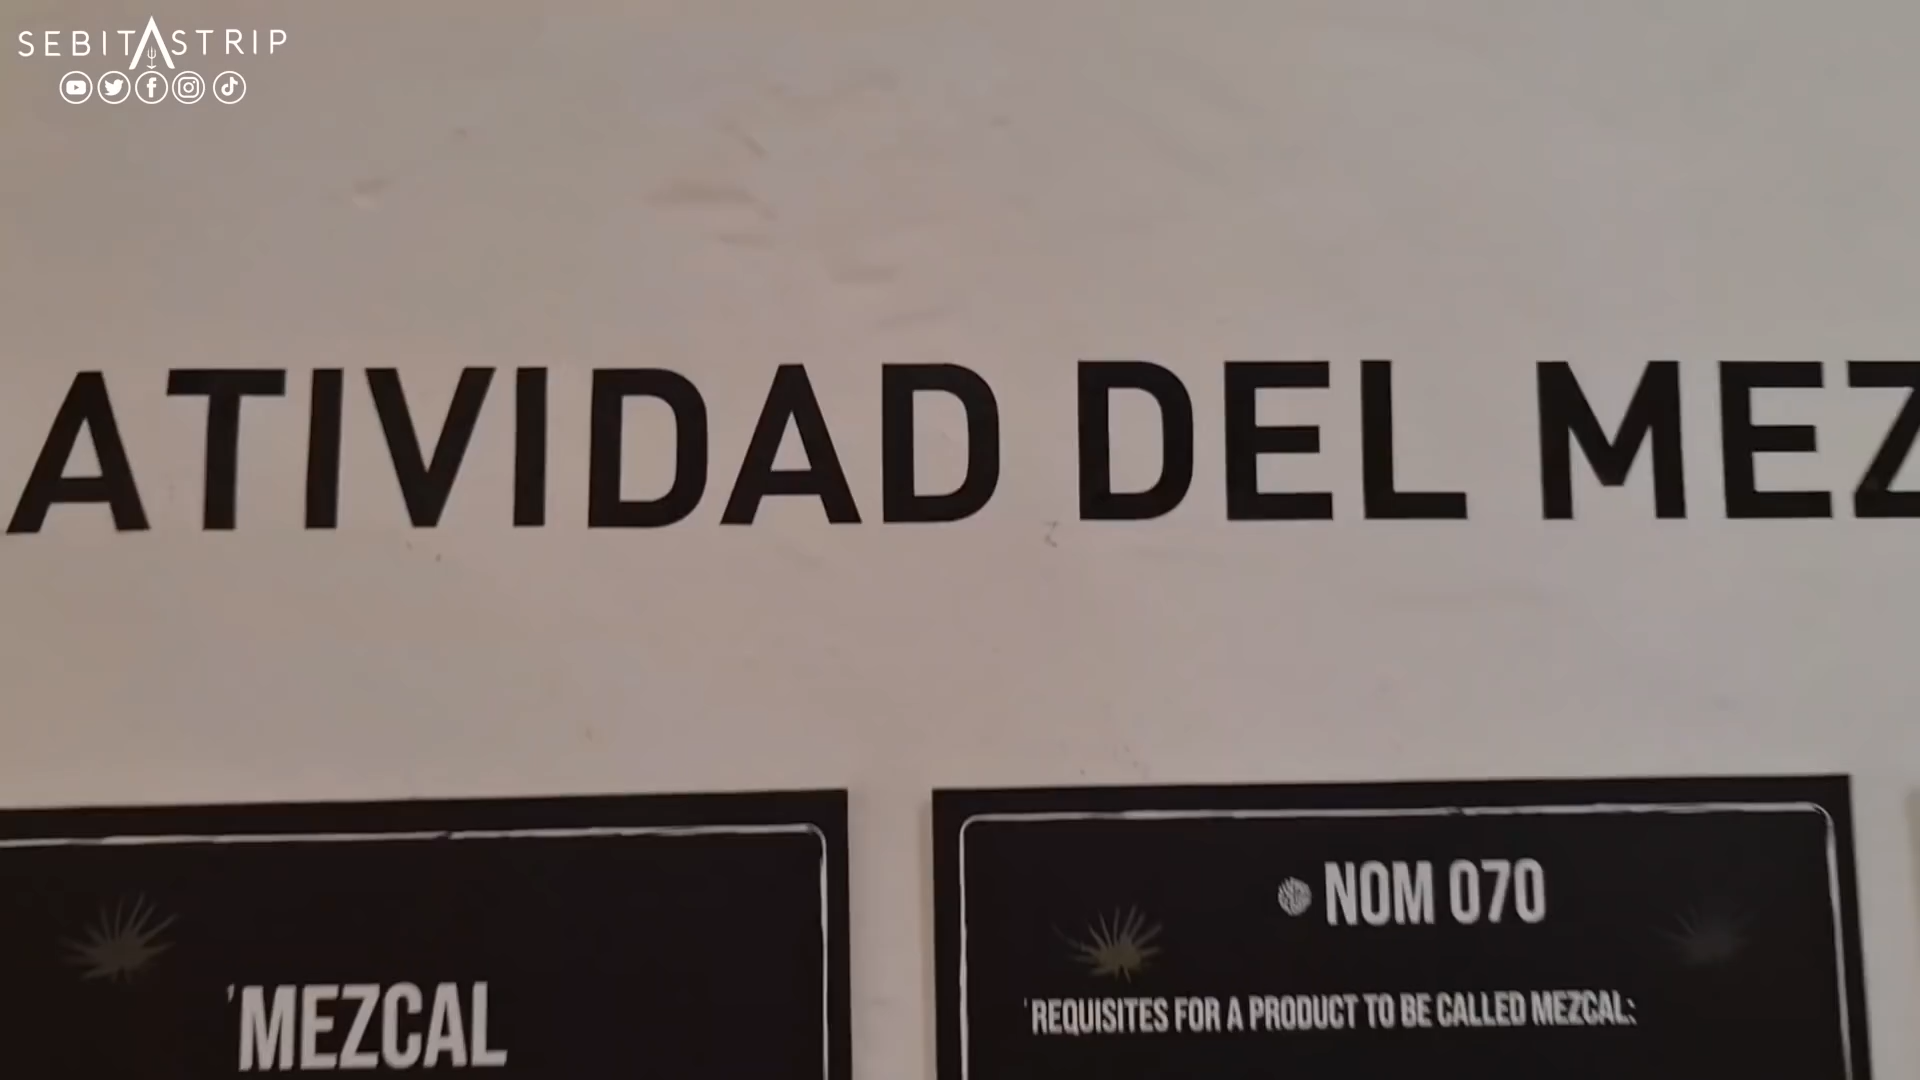 SEBITASTRIP
ATIVIDAD DEL MEZ
MEZCAL
NOM 070
REQUISITES FOR A PRODUCT TO BE CALLED MEZCAL: